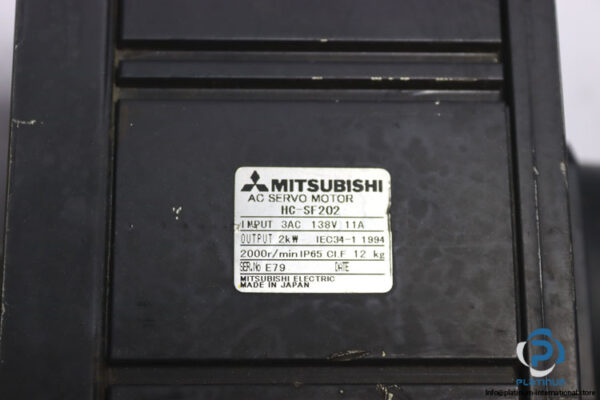 MITSUBISHI
AC SERVO MOTOR
HC-SF202
INPUT 3AC 138V 11A
OUTPUT 2kW IEC34-1 1994
2000r/min IP65 CI.F 12 kg
SER.No E79 DATE
MITSUBISHI ELECTRIC
MADE IN JAPAN
PLATINUM
info@platinum-international.store